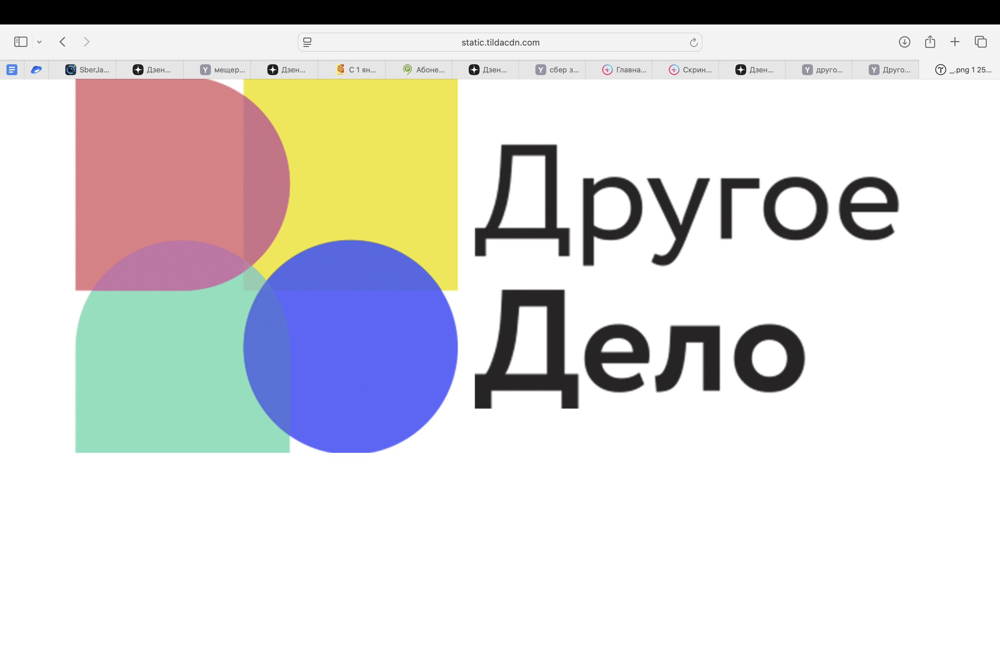 static.tildacdn.com
SberJa...
Дзен...
мещер...
Дзен...
С 1 ян...
Абоне...
Дзен...
сбер з...
Главна...
Скрин...
Дзен...
друго...
Друго...
_.png 1 25...
Другое
Дело